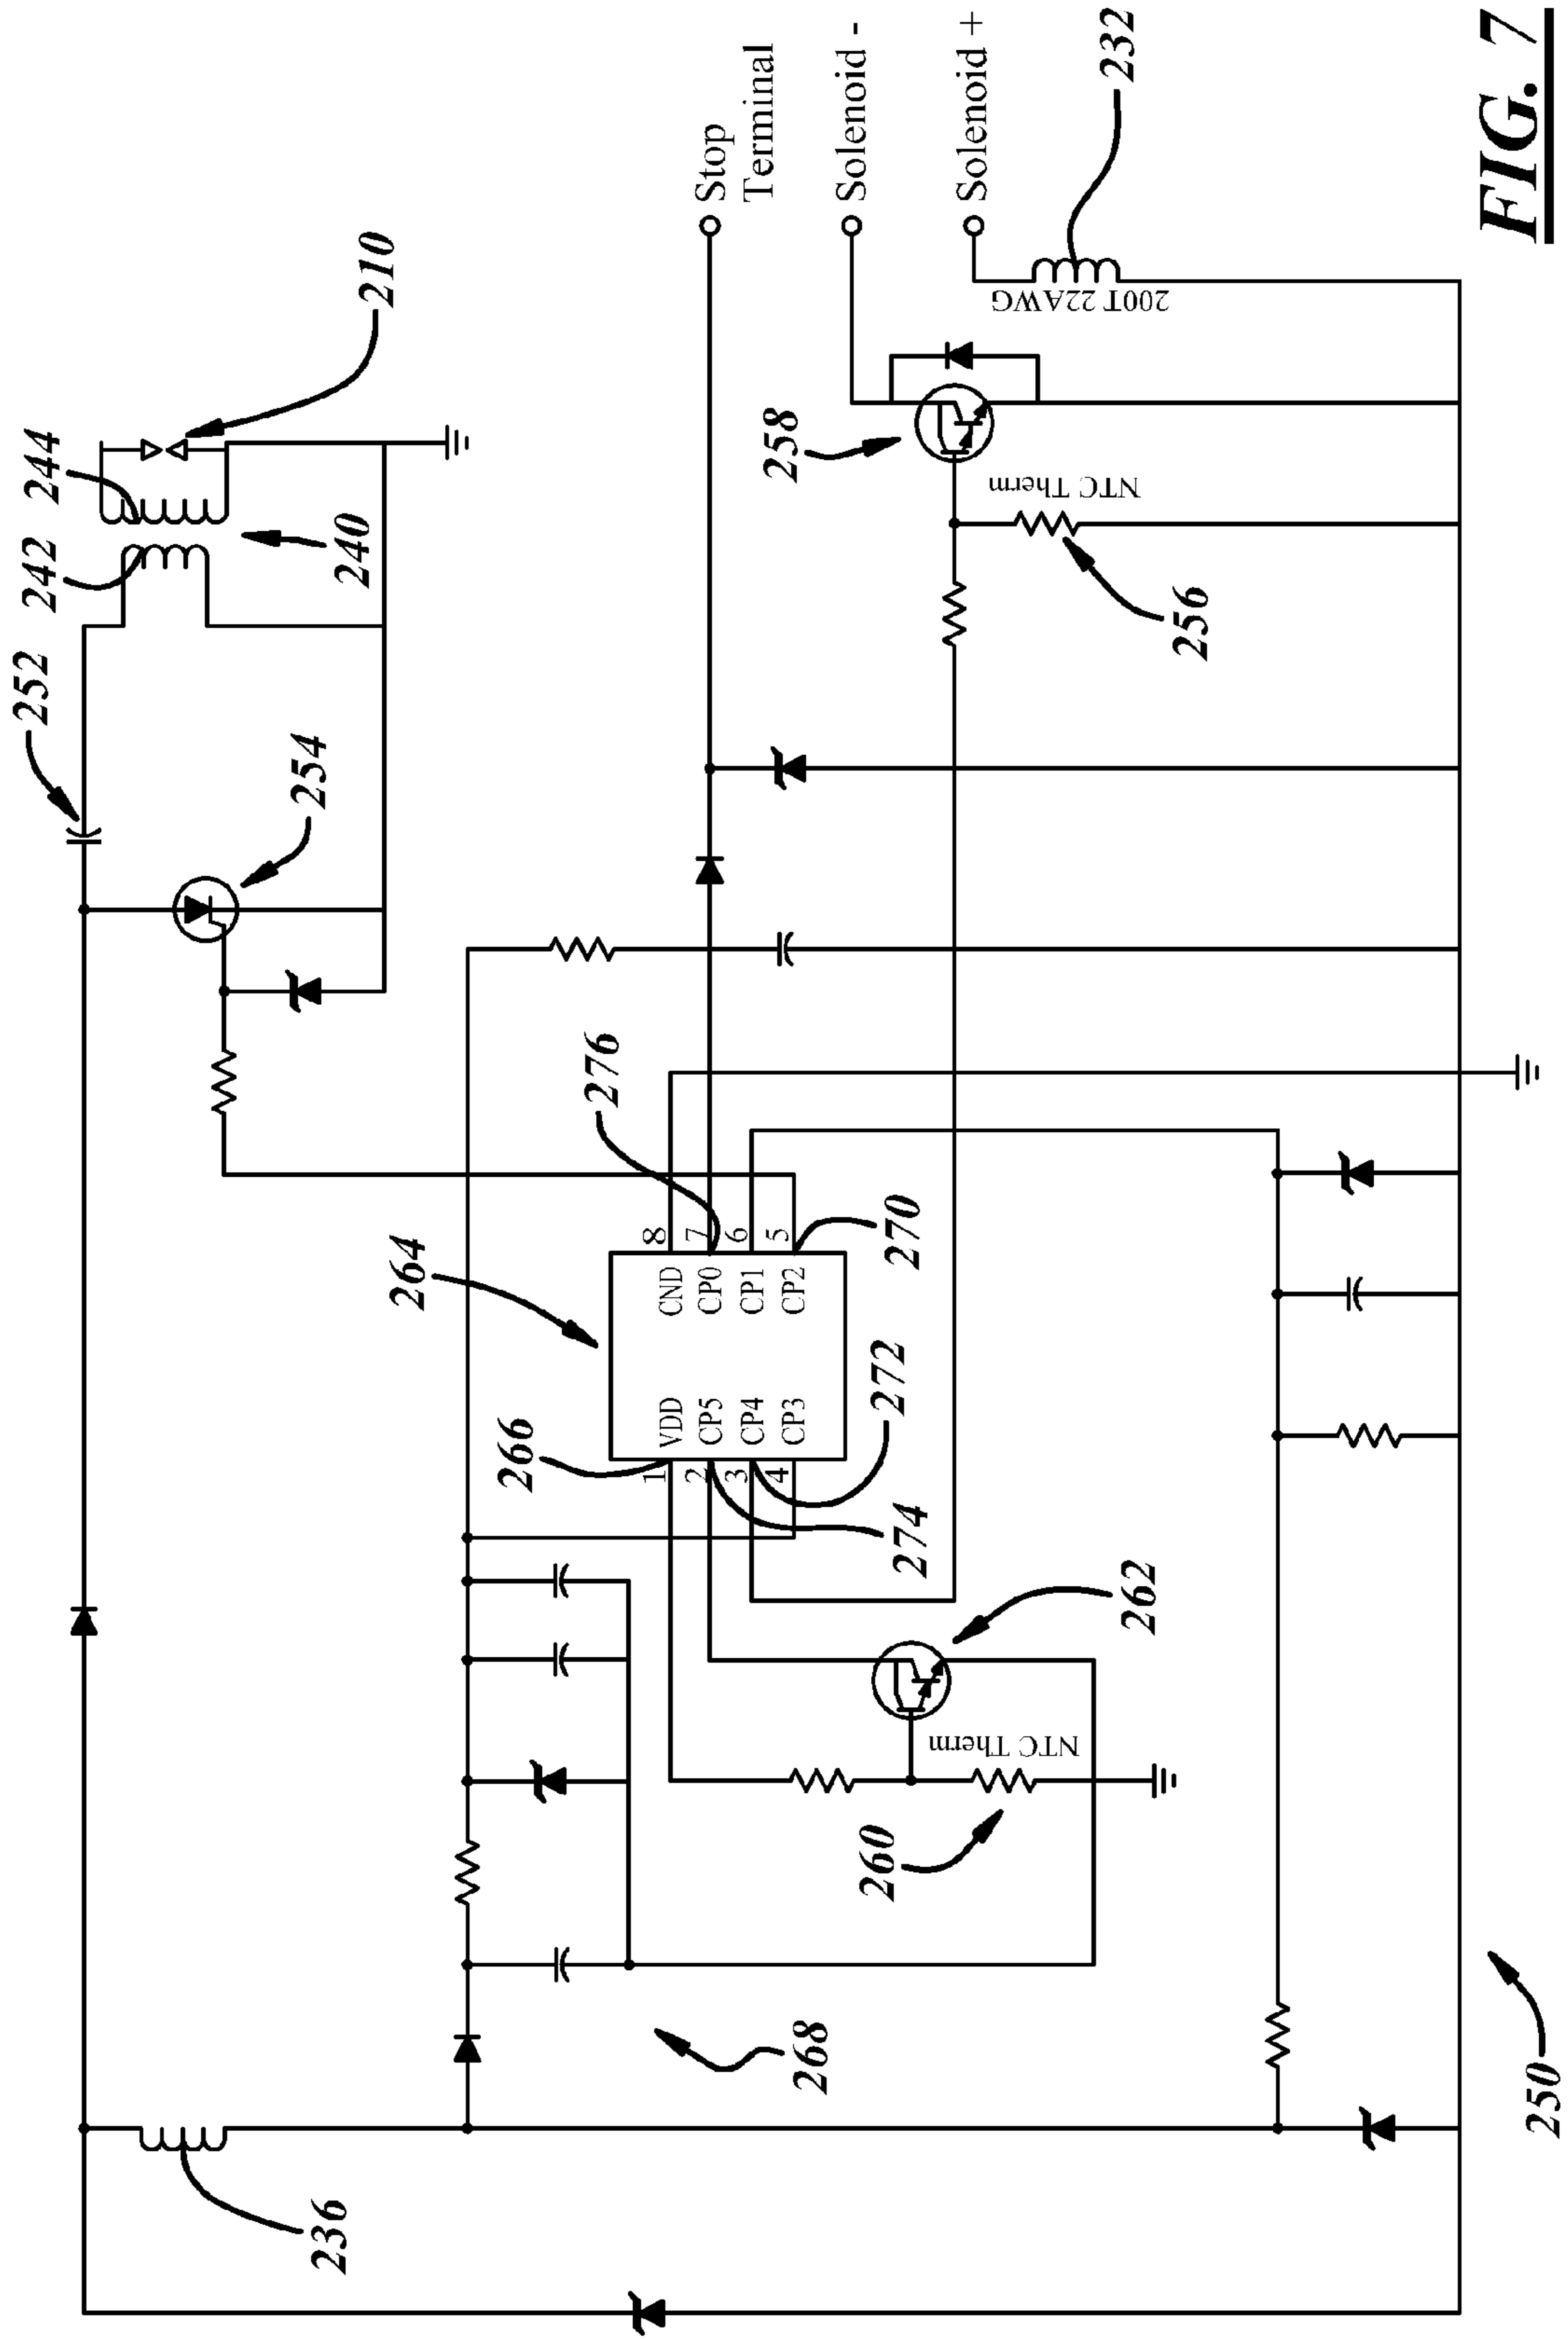 252
242
244
210
240
254
236
268
266
264
276
1
2
3
4
VDD
CP5
CP4
CP3
CND
CP0
CP1
CP2
8
7
6
5
274
272
270
260
262
NTC Therm
258
NTC Therm
256
Stop
Terminal
Solenoid -
Solenoid +
200T 22AWG
232
250
FIG. 7